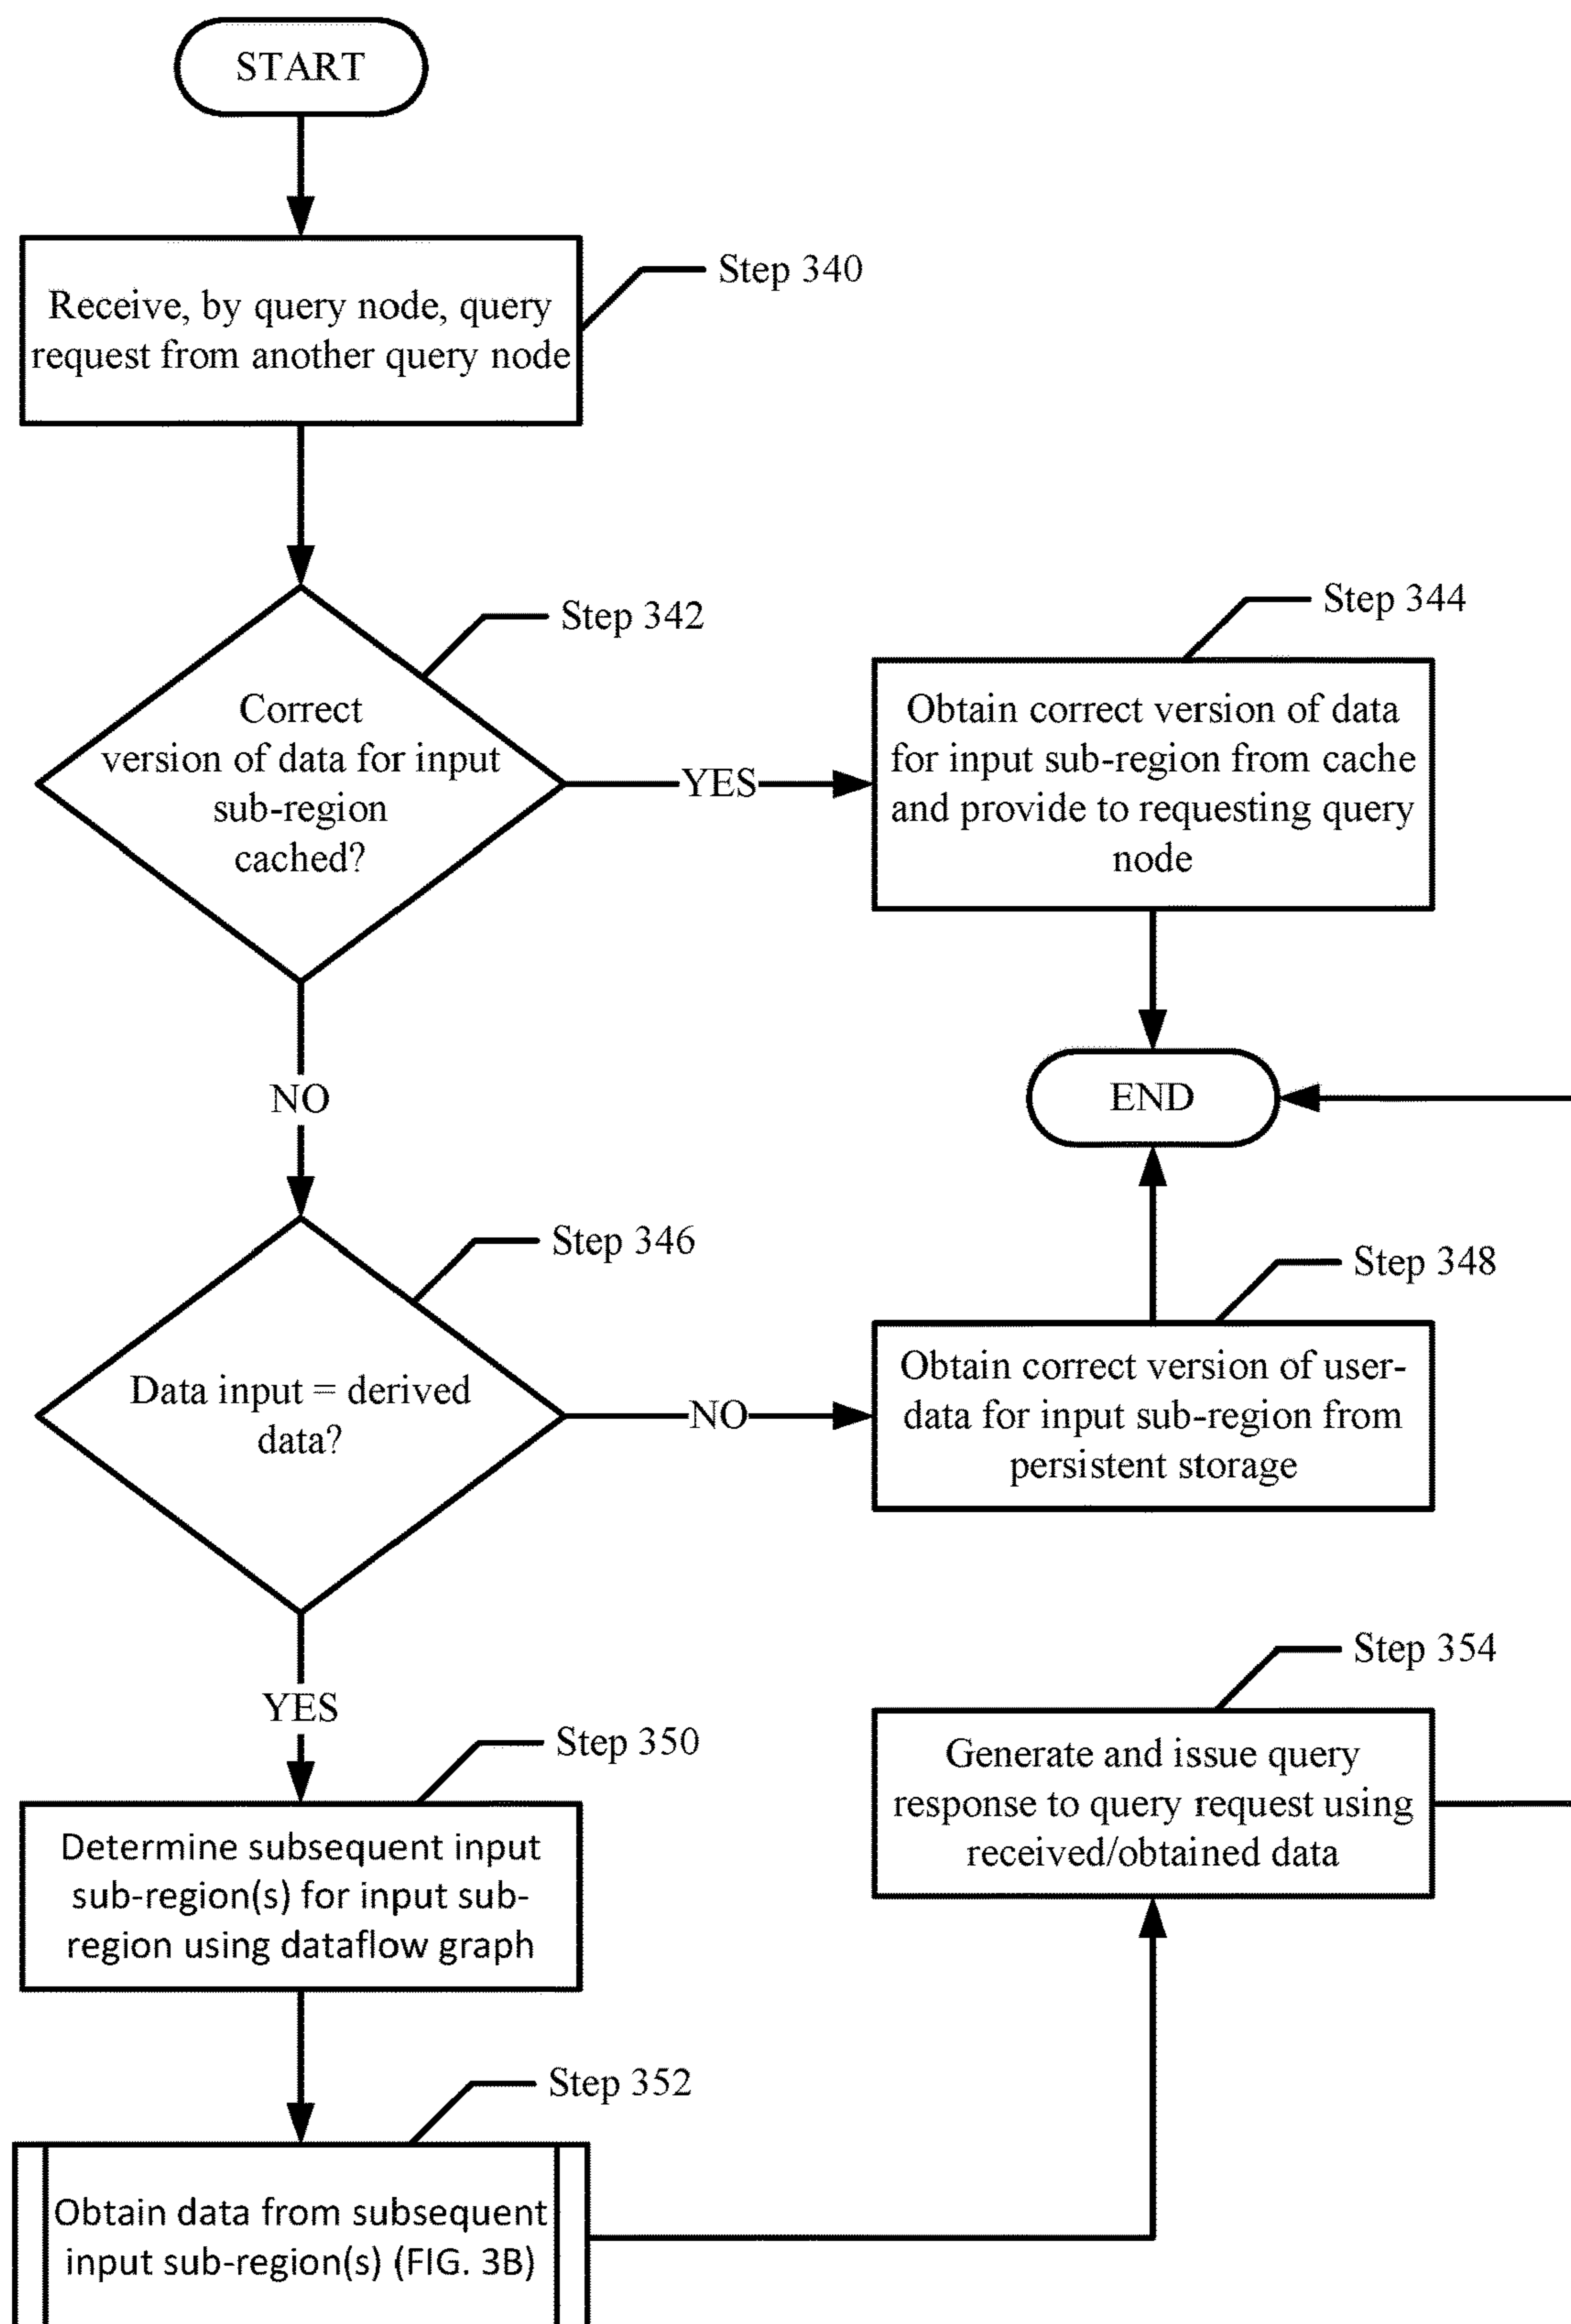 START
Step 340
Receive, by query node, query
request from another query node
Step 342
Correct
version of data for input
sub-region
cached?
YES
Step 344
Obtain correct version of data
for input sub-region from cache
and provide to requesting query
node
NO
END
Step 346
Data input = derived
data?
NO
Step 348
Obtain correct version of user-
data for input sub-region from
persistent storage
YES
Step 350
Determine subsequent input
sub-region(s) for input sub-
region using dataflow graph
Step 354
Generate and issue query
response to query request using
received/obtained data
Step 352
Obtain data from subsequent
input sub-region(s) (FIG. 3B)